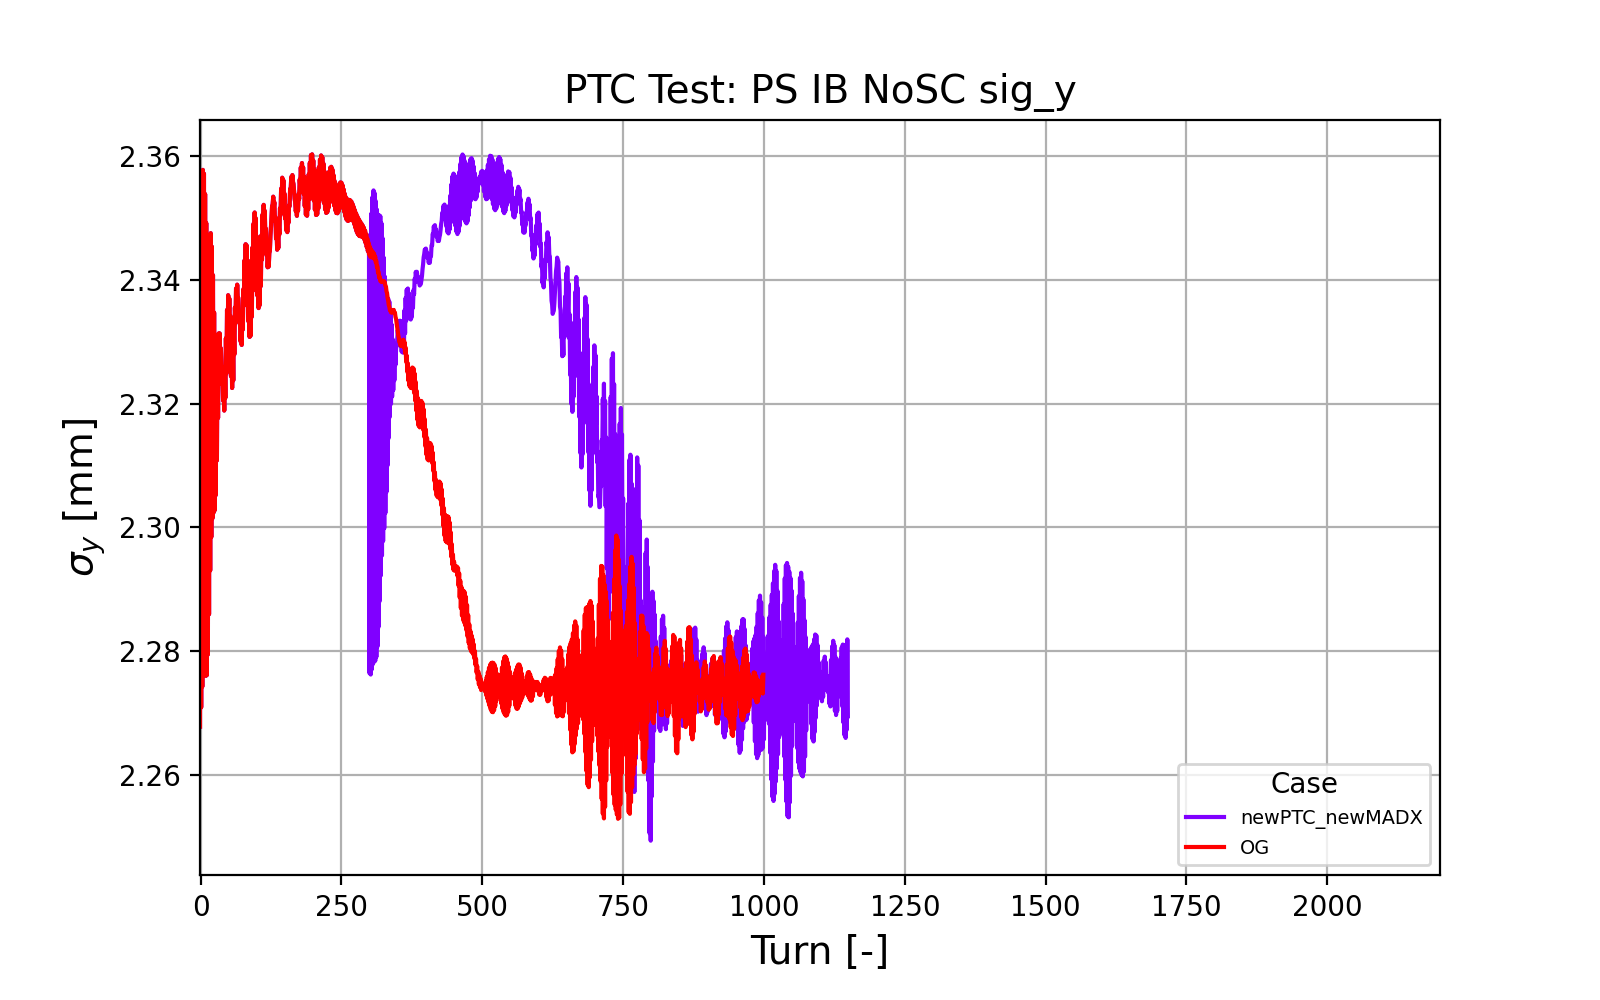 PTC Test: PS IB NoSC sig_y
2.36
2.34
2.32
2.30
2.28
2.26
σy [mm]
0 250 500 750 1000 1250 1500 1750 2000
Turn [-]
Case
newPTC_newMADX
OG